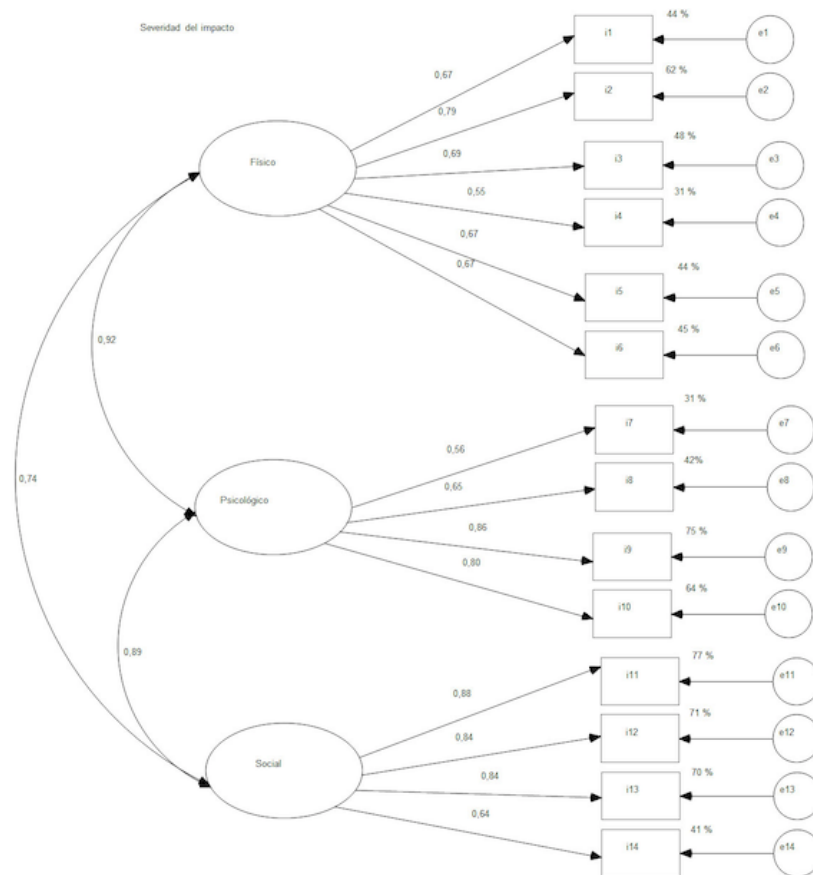 Severidad del impacto
44 %
i1
e1
0,67
62 %
i2
e2
0,79
Físico
48 %
i3
e3
0,69
31 %
i4
e4
0,55
0,67
44 %
i5
e5
0,67
45 %
i6
e6
0,92
31 %
i7
e7
0,56
0,74
42%
i8
e8
0,65
Psicológico
75 %
i9
e9
0,86
64 %
i10
e10
0,80
0,89
77 %
i11
e11
0,88
71 %
i12
e12
0,84
Social
70 %
i13
e13
0,84
41 %
i14
e14
0,64